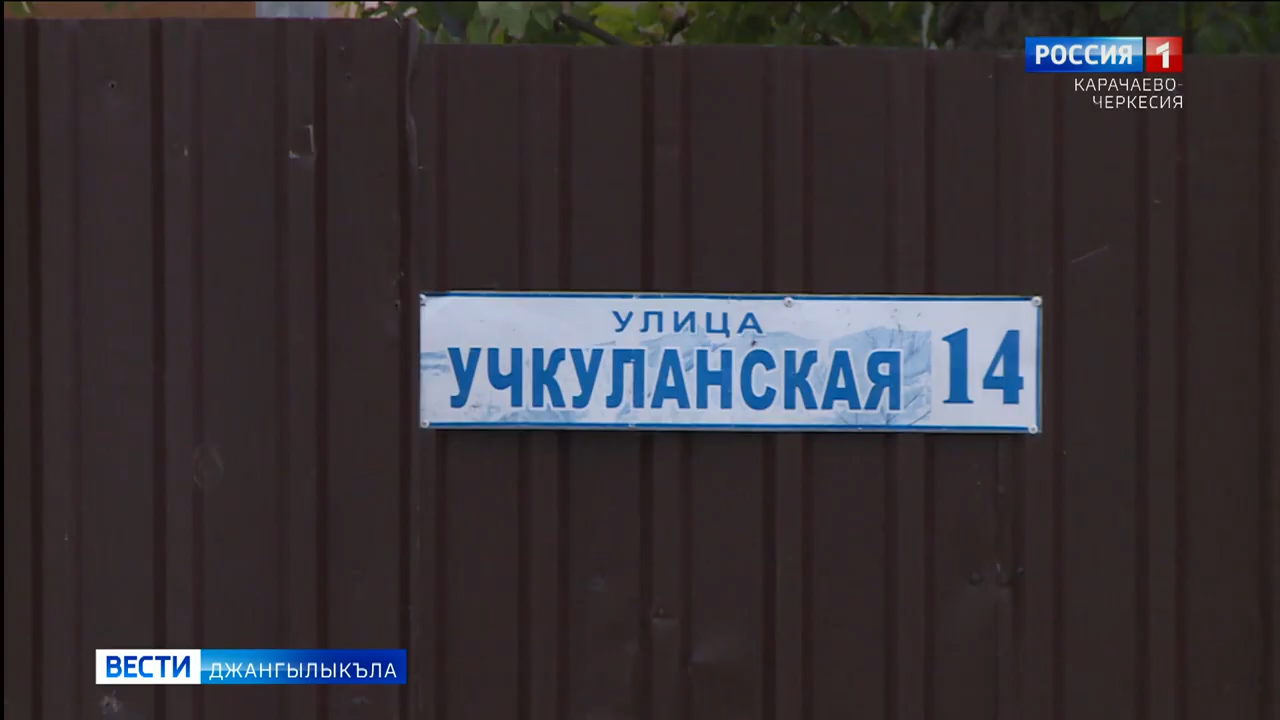 РОССИЯ 1
КАРАЧАЕВО-
ЧЕРКЕСИЯ
УЛИЦА
УЧКУЛАНСКАЯ 14
ВЕСТИ ДЖАНГЫЛЫКЪЛА